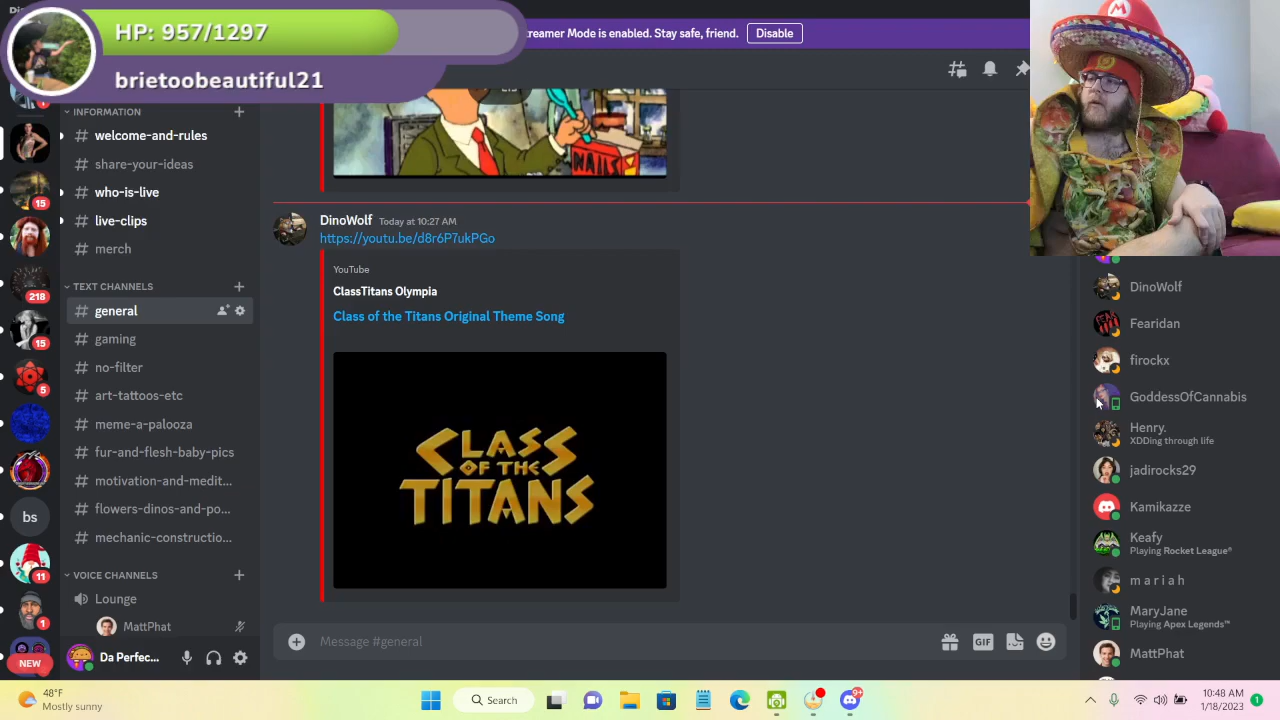 HP: 957/1297
brietoobeautiful21
treamer Mode is enabled. Stay safe, friend.
Disable
INFORMATION
welcome-and-rules
share-your-ideas
who-is-live
live-clips
merch
TEXT CHANNELS
general
gaming
no-filter
art-tattoos-etc
meme-a-palooza
fur-and-flesh-baby-pics
motivation-and-medit...
flowers-dinos-and-po...
mechanic-constructio...
VOICE CHANNELS
Lounge
MattPhat
Da Perfec...
15
218
15
5
bs
11
1
NEW
NAILS
DinoWolf Today at 10:27 AM
https://youtu.be/d8r6P7ukPGo
YouTube
ClassTitans Olympia
Class of the Titans Original Theme Song
CLASS
OF THE
TITANS
Message #general
GIF
DinoWolf
Fearidan
firockx
GoddessOfCannabis
Henry.
XDDing through life
jadirocks29
Kamikazze
Keafy
Playing Rocket League®
m a r i a h
MaryJane
Playing Apex Legends™
MattPhat
48°F
Mostly sunny
Search
9+
10:48 AM
1/18/2023
1